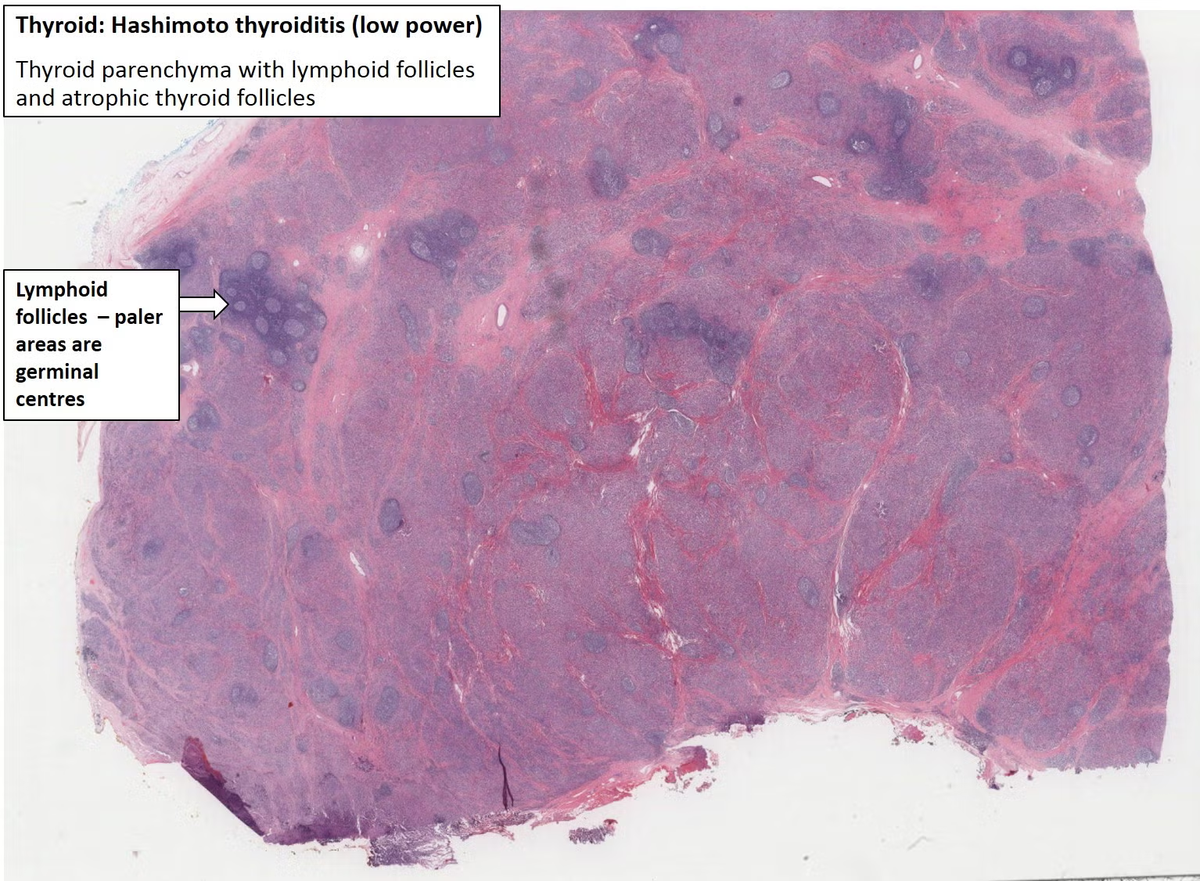 Thyroid: Hashimoto thyroiditis (low power)
Thyroid parenchyma with lymphoid follicles
and atrophic thyroid follicles
Lymphoid
follicles – paler
areas are
germinal
centres